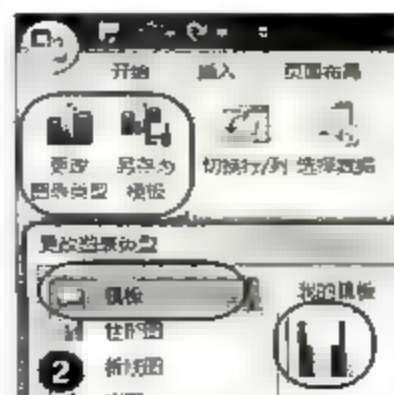 开始 插入 页面布局
更改 另存为 切换行/列 选择数据
图表类型 模板
更改图表类型
模板 我的模板
柱形图
2 折线图